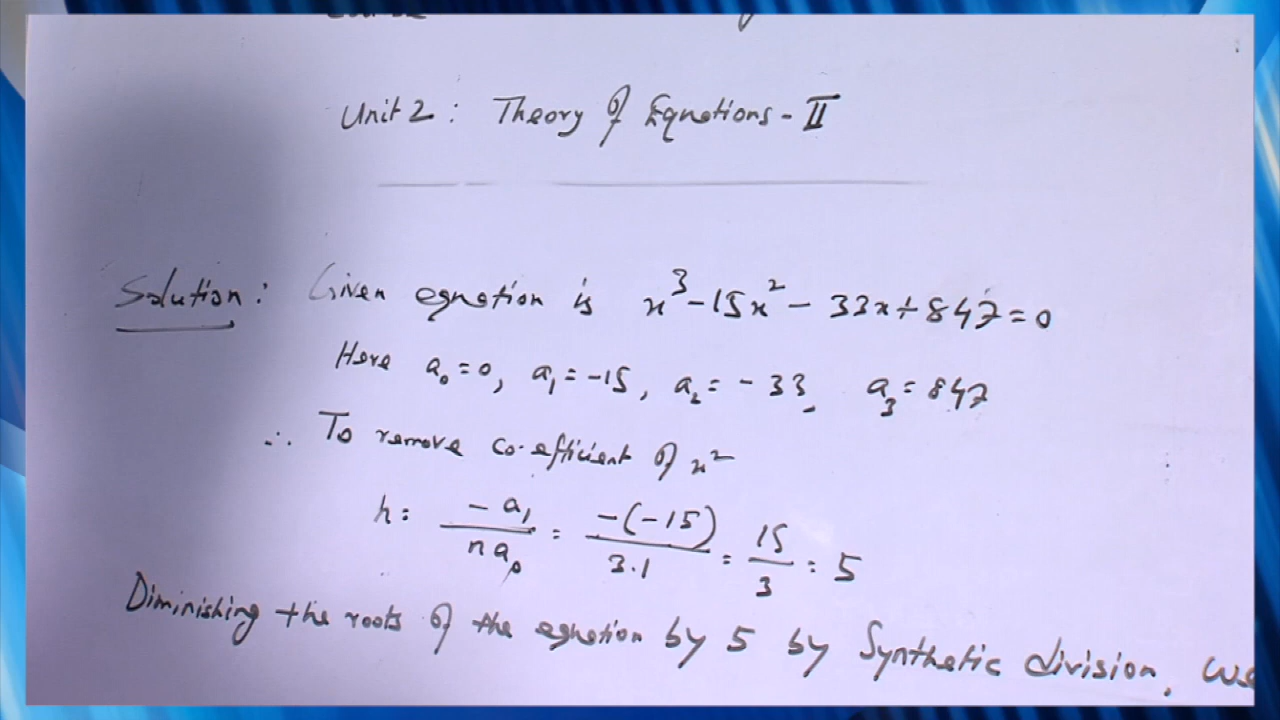 Unit 2 : Theory of Equations - II
Solution : Given equation is x³ - 15x² - 33x + 847 = 0
Here a₀ = 0, a₁ = -15, a₂ = -33, a₃ = 847
∴ To remove co-efficient of x²
h = -a₁/na₀ = -(-15)/3.1 = 15/3 = 5
Diminishing the roots of the equation by 5 by Synthetic division, we